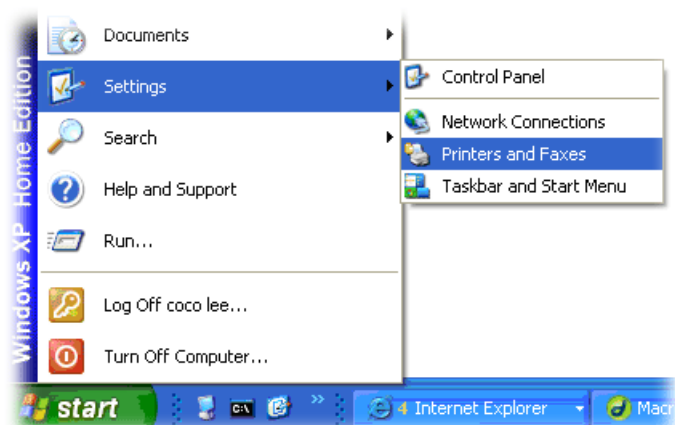 Windows XP Home Edition
Documents
Settings
Search
Help and Support
Run...
Log Off coco lee...
Turn Off Computer...
Control Panel
Network Connections
Printers and Faxes
Taskbar and Start Menu
start
C:\
»
4 Internet Explorer
Macr